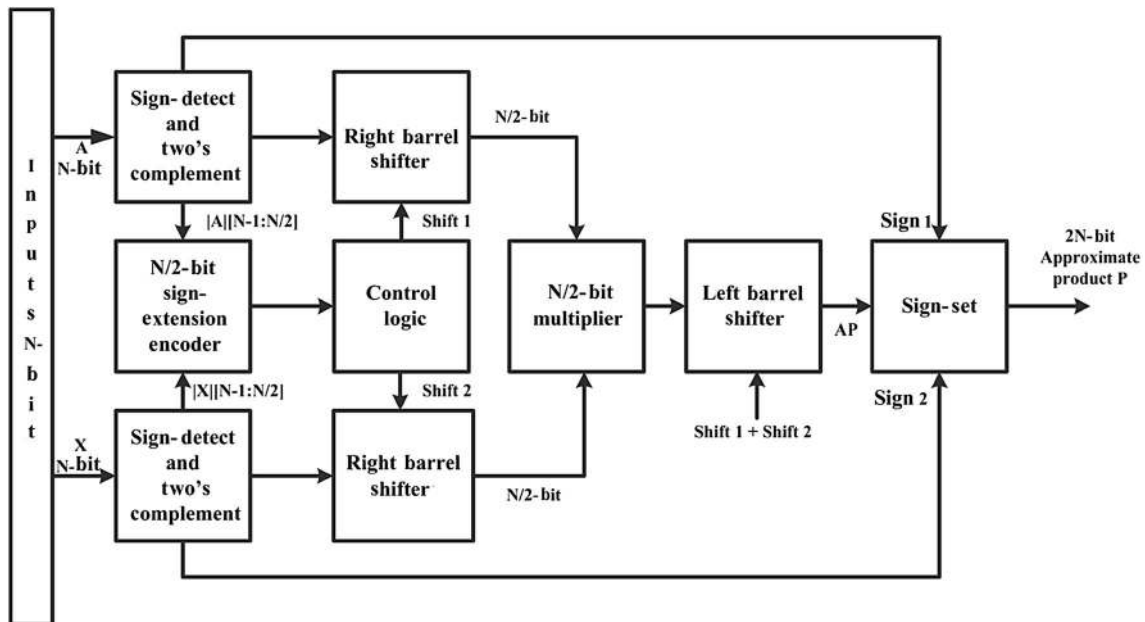 Inputs N-bit
A
N-bit
Sign-detect
and
two's
complement
Right barrel
shifter
N/2-bit
|A|[N-1:N/2]
Shift 1
N/2-bit
sign-
extension
encoder
Control
logic
N/2-bit
multiplier
Left barrel
shifter
AP
Sign 1
Sign-set
Sign 2
2N-bit
Approximate
product P
|X|[N-1:N/2]
Shift 2
Shift 1 + Shift 2
X
N-bit
Sign-detect
and
two's
complement
Right barrel
shifter
N/2-bit